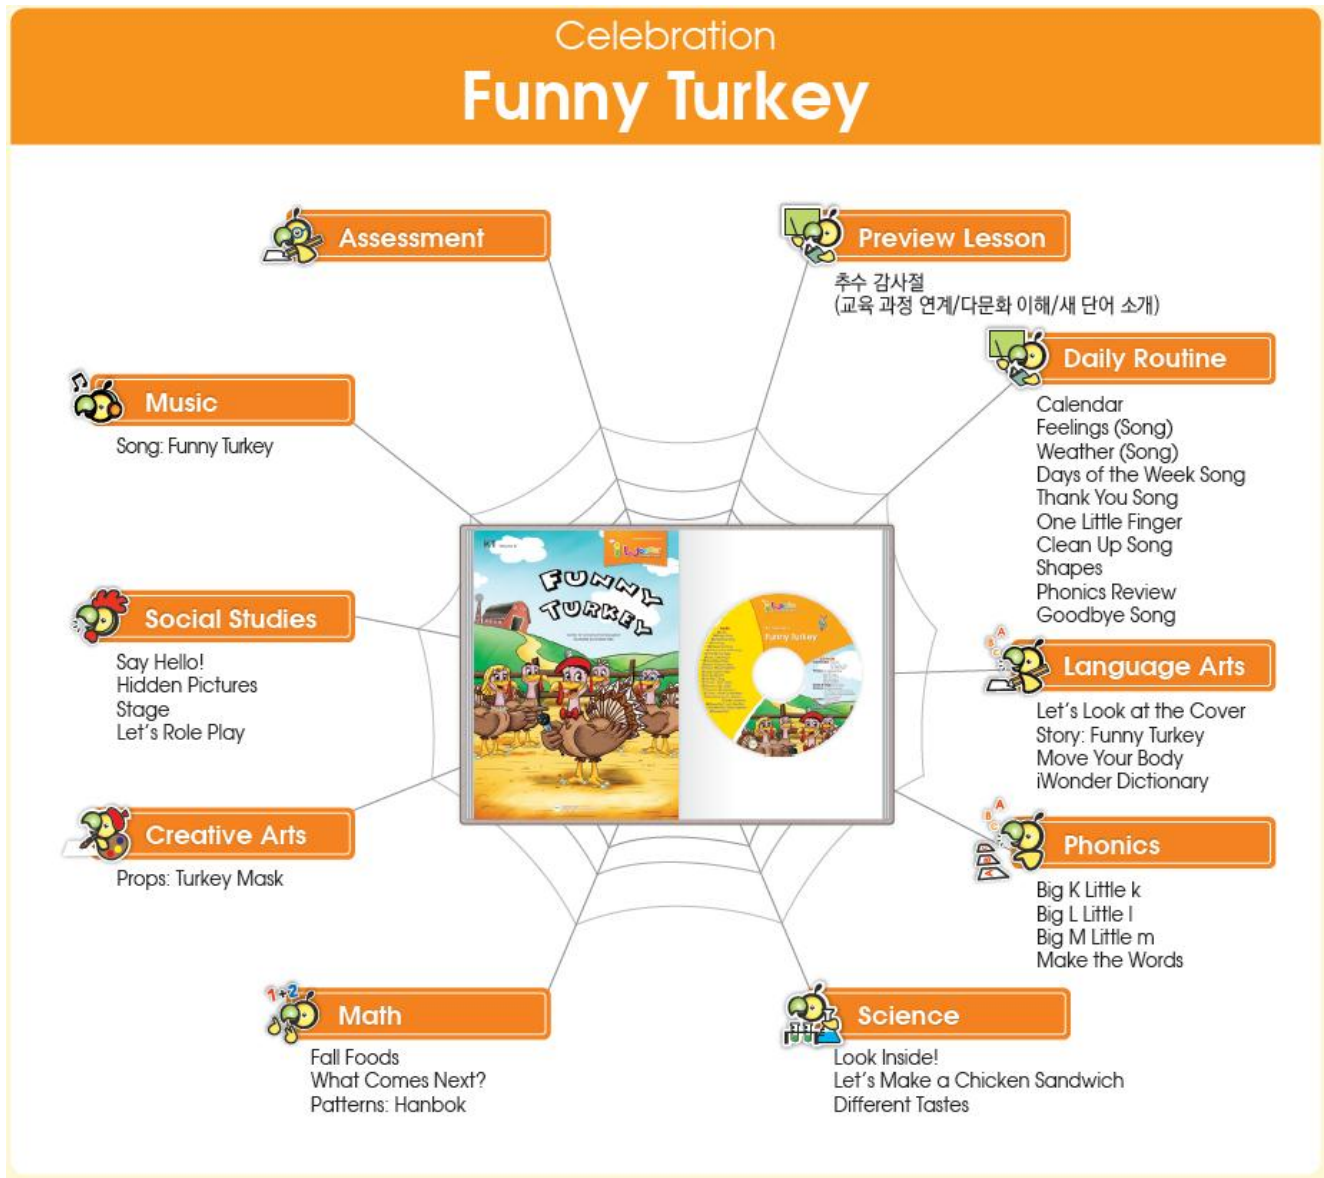 Celebration
Funny Turkey
Assessment
Preview Lesson
추수 감사절
(교육 과정 연계/다문화 이해/새 단어 소개)
Daily Routine
Calendar
Feelings (Song)
Weather (Song)
Days of the Week Song
Thank You Song
One Little Finger
Clean Up Song
Shapes
Phonics Review
Goodbye Song
Music
Song: Funny Turkey
Social Studies
Say Hello!
Hidden Pictures
Stage
Let's Role Play
K1
FUNNY
TURKEY
Funny Turkey
Language Arts
Let's Look at the Cover
Story: Funny Turkey
Move Your Body
iWonder Dictionary
Creative Arts
Props: Turkey Mask
A
B
C
Phonics
Big K Little k
Big L Little l
Big M Little m
Make the Words
1+2
Math
Fall Foods
What Comes Next?
Patterns: Hanbok
Science
Look Inside!
Let's Make a Chicken Sandwich
Different Tastes